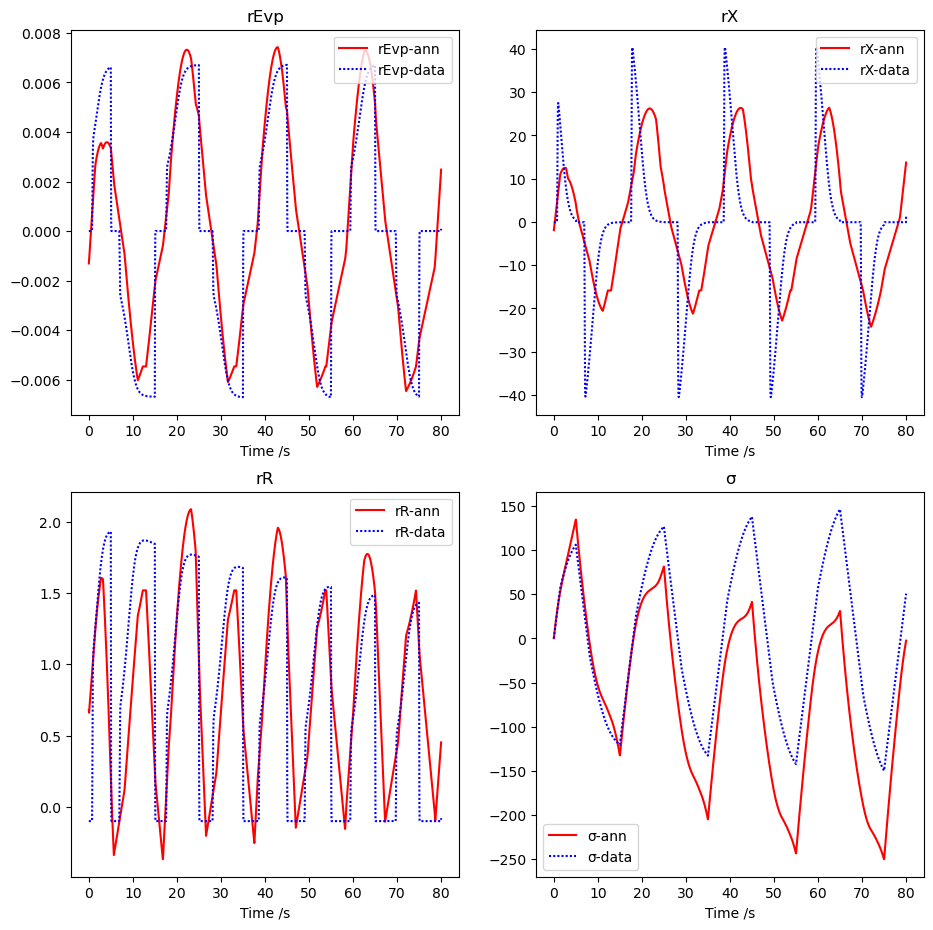 rEvp
0.008
0.006
0.004
0.002
0.000
−0.002
−0.004
−0.006
0 10 20 30 40 50 60 70 80
Time /s
rEvp-ann
rEvp-data
rX
40
30
20
10
0
−10
−20
−30
−40
0 10 20 30 40 50 60 70 80
Time /s
rX-ann
rX-data
rR
2.0
1.5
1.0
0.5
0.0
0 10 20 30 40 50 60 70 80
Time /s
rR-ann
rR-data
σ
150
100
50
0
−50
−100
−150
−200
−250
0 10 20 30 40 50 60 70 80
Time /s
σ-ann
σ-data